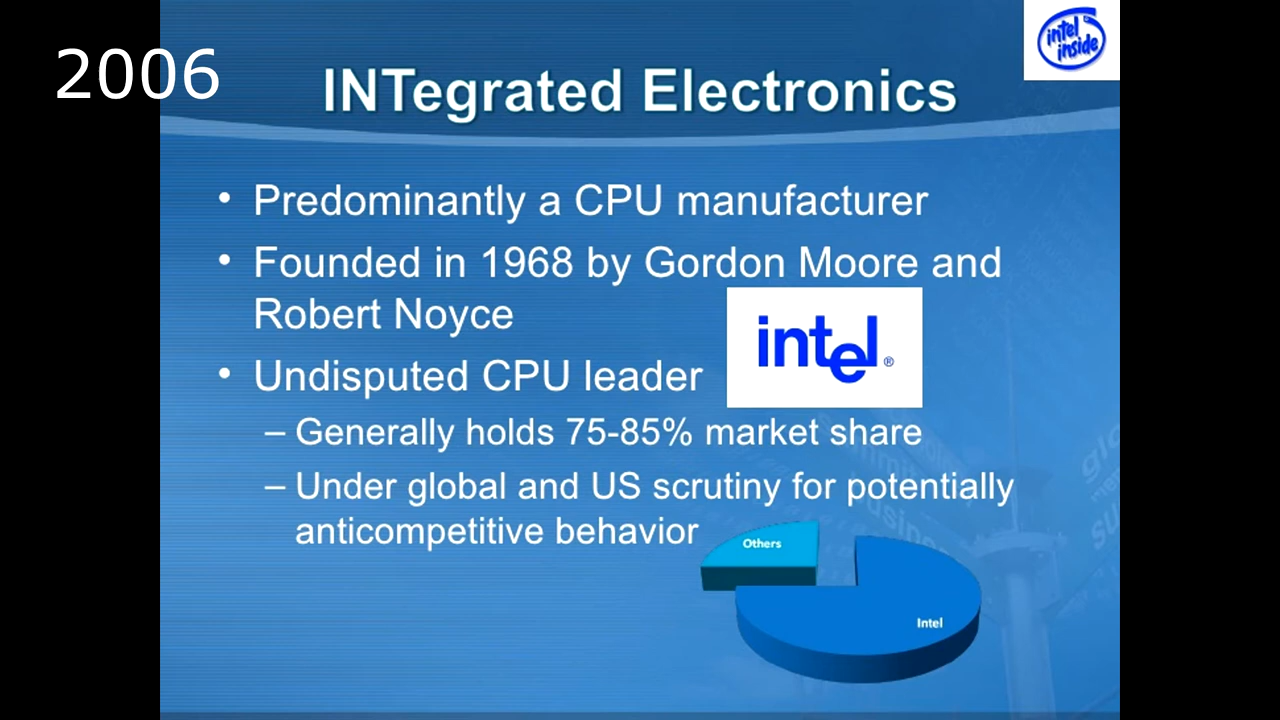 2006
intel
inside
INTegrated Electronics
• Predominantly a CPU manufacturer
• Founded in 1968 by Gordon Moore and
Robert Noyce
intel®
• Undisputed CPU leader
– Generally holds 75-85% market share
– Under global and US scrutiny for potentially
anticompetitive behavior
Others
Intel